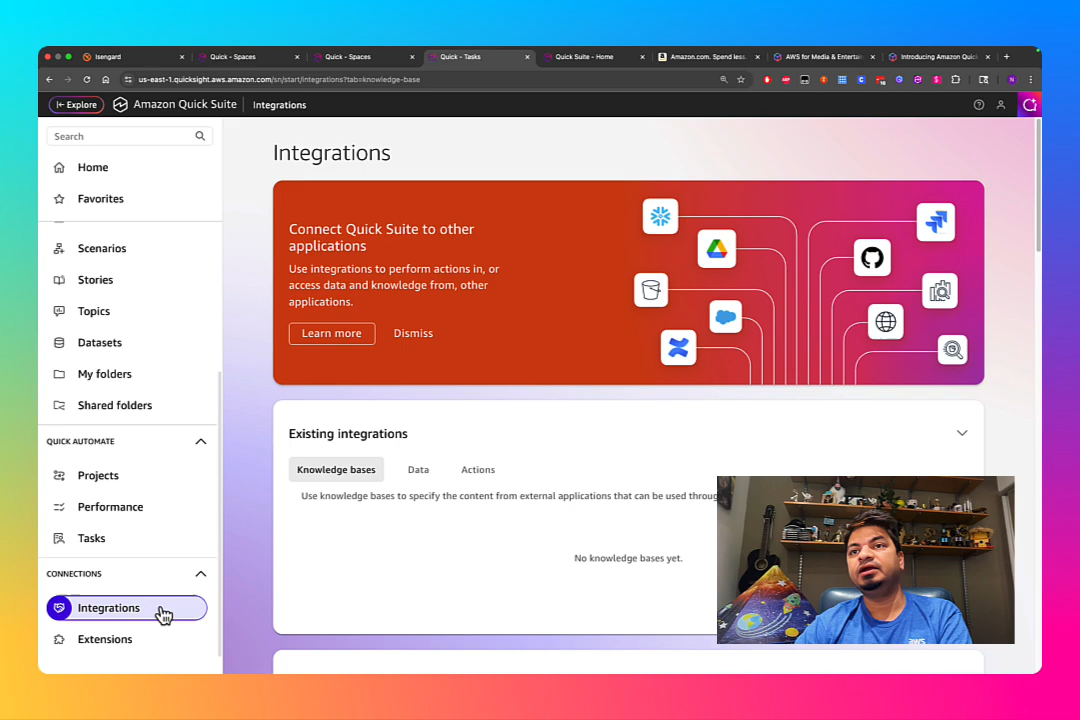 Isengard
Quick - Spaces
Quick - Spaces
Quick - Tasks
Quick Suite - Home
Amazon.com. Spend less.
AWS for Media & Entertai
Introducing Amazon Quick
us-east-1.quicksight.aws.amazon.com/sn/start/integrations?tab=knowledge-base
Explore
Amazon Quick Suite
Integrations
Search
Home
Favorites
Scenarios
Stories
Topics
Datasets
My folders
Shared folders
QUICK AUTOMATE
Projects
Performance
Tasks
CONNECTIONS
Integrations
Extensions
Integrations
Connect Quick Suite to other
applications
Use integrations to perform actions in, or
access data and knowledge from, other
applications.
Learn more
Dismiss
Existing integrations
Knowledge bases
Data
Actions
Use knowledge bases to specify the content from external applications that can be used throug
No knowledge bases yet.
aws